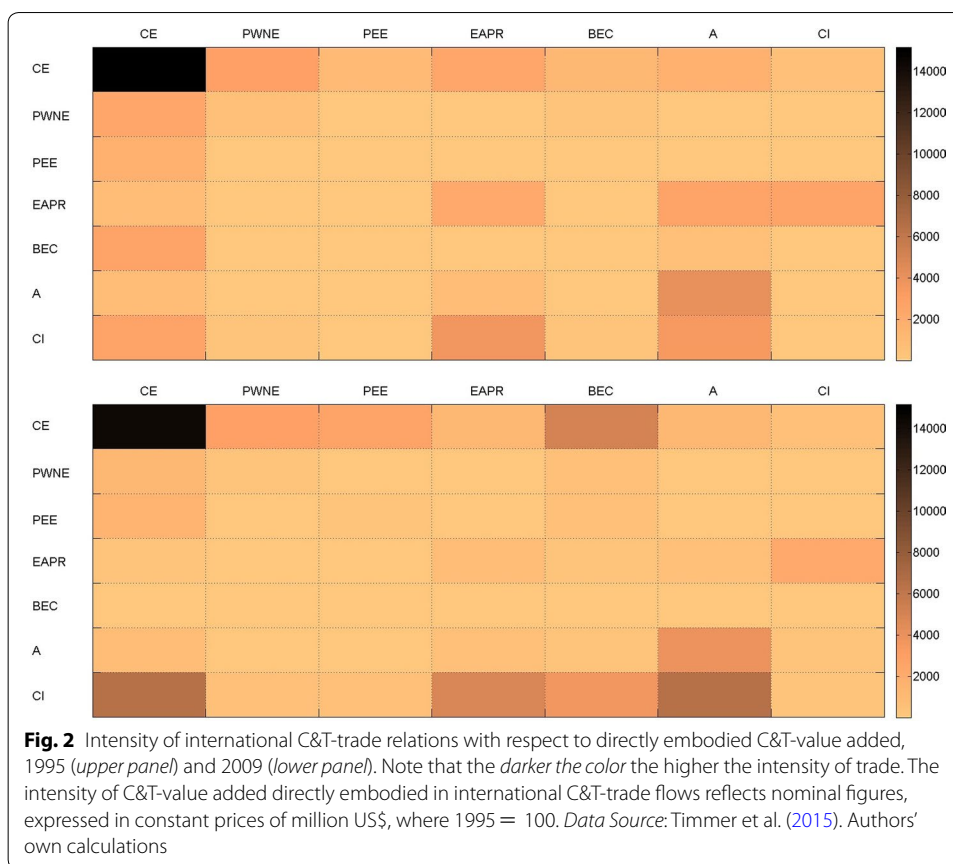 CE PWNE PEE EAPR BEC A CI
CE
PWNE
PEE
EAPR
BEC
A
CI
14000
12000
10000
8000
6000
4000
2000
CE PWNE PEE EAPR BEC A CI
CE
PWNE
PEE
EAPR
BEC
A
CI
14000
12000
10000
8000
6000
4000
2000
Fig. 2 Intensity of international C&T-trade relations with respect to directly embodied C&T-value added,
1995 (upper panel) and 2009 (lower panel). Note that the darker the color the higher the intensity of trade. The
intensity of C&T-value added directly embodied in international C&T-trade flows reflects nominal figures,
expressed in constant prices of million US$, where 1995 = 100. Data Source: Timmer et al. (2015). Authors'
own calculations